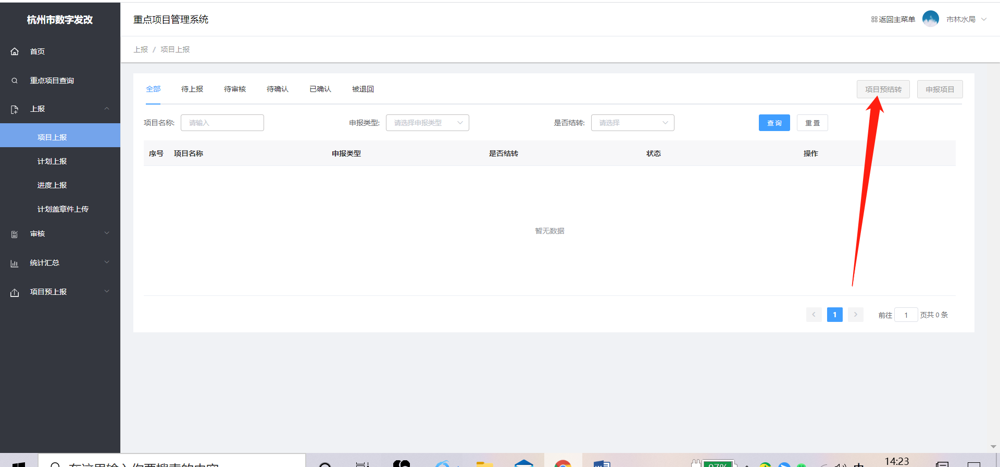 杭州市数字发改
重点项目管理系统
返回主菜单
市林水局
首页
重点项目查询
上报
项目上报
计划上报
进度上报
计划盖章件上传
审核
统计汇总
项目预上报
上报 / 项目上报
全部 待上报 待审核 待确认 已确认 被退回
项目预结转 申报项目
项目名称: 请输入 申报类型: 请选择申报类型 是否结转: 请选择 查询 重置
序号 项目名称 申报类型 是否结转 状态 操作
暂无数据
1 前往 1 页共 0 条
在这里输入你要搜索的内容
97% 中 14:23